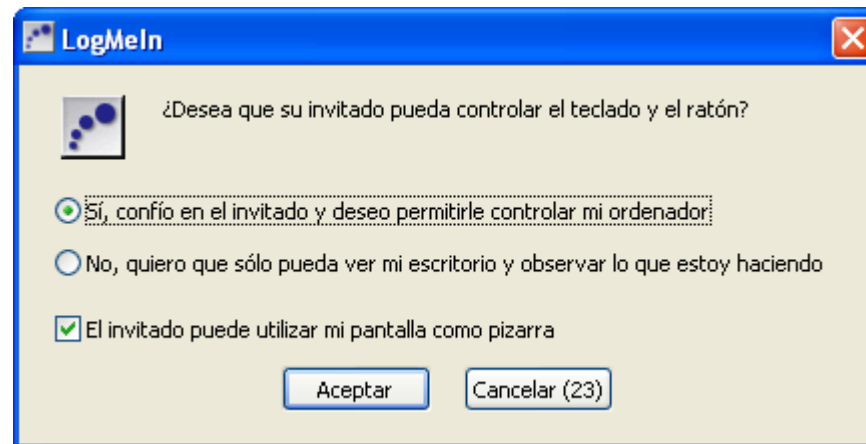 LogMeIn
¿Desea que su invitado pueda controlar el teclado y el ratón?
Sí, confío en el invitado y deseo permitirle controlar mi ordenador
No, quiero que sólo pueda ver mi escritorio y observar lo que estoy haciendo
El invitado puede utilizar mi pantalla como pizarra
Aceptar Cancelar (23)